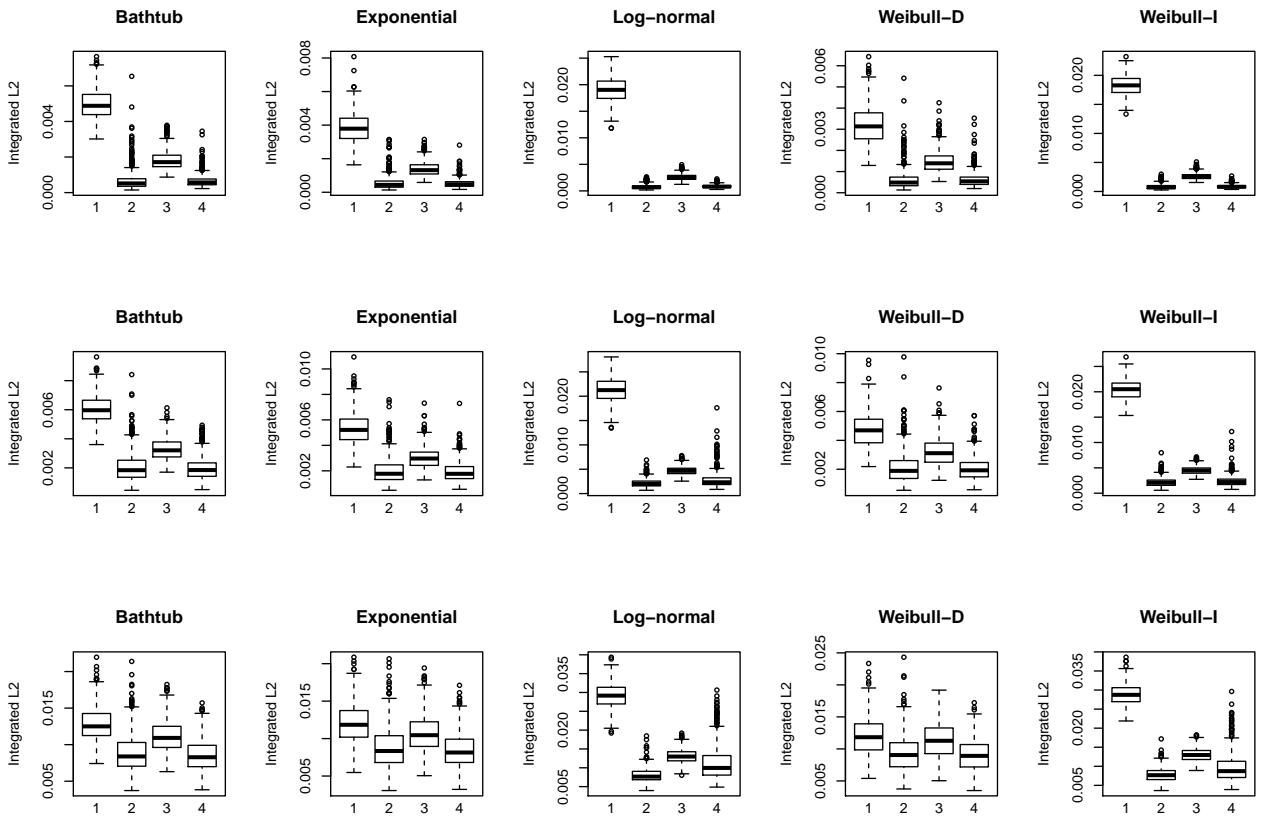 Bathtub Exponential Log−normal Weibull−D Weibull−I
Integrated L2 0.000 0.004 1 2 3 4
Integrated L2 0.000 0.002 0.004 0.006 0.008 1 2 3 4
Integrated L2 0.000 0.010 0.020 1 2 3 4
Integrated L2 0.000 0.003 0.006 1 2 3 4
Integrated L2 0.000 0.010 0.020 1 2 3 4
Bathtub Exponential Log−normal Weibull−D Weibull−I
Integrated L2 0.002 0.006 1 2 3 4
Integrated L2 0.002 0.006 0.010 1 2 3 4
Integrated L2 0.000 0.010 0.020 1 2 3 4
Integrated L2 0.002 0.006 0.010 1 2 3 4
Integrated L2 0.000 0.010 0.020 1 2 3 4
Bathtub Exponential Log−normal Weibull−D Weibull−I
Integrated L2 0.005 0.015 1 2 3 4
Integrated L2 0.005 0.015 1 2 3 4
Integrated L2 0.005 0.020 0.035 1 2 3 4
Integrated L2 0.005 0.015 0.025 1 2 3 4
Integrated L2 0.005 0.020 0.035 1 2 3 4